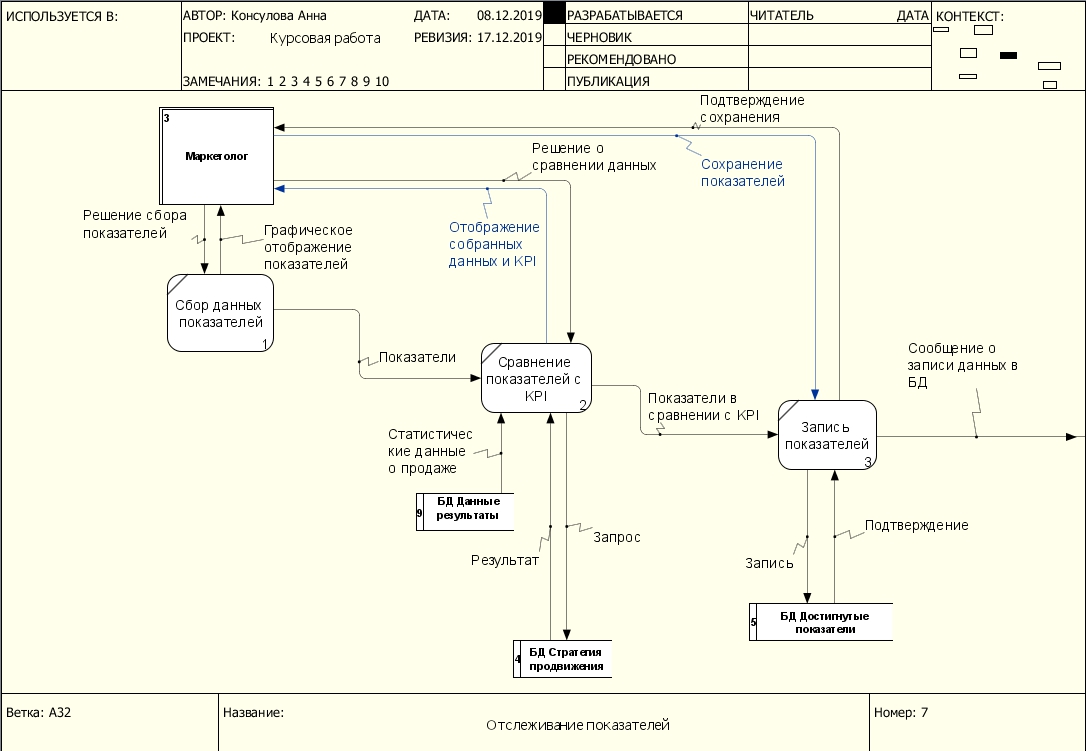 ИСПОЛЬЗУЕТСЯ В:
АВТОР: Консулова Анна
ДАТА: 08.12.2019
ПРОЕКТ: Курсовая работа
РЕВИЗИЯ: 17.12.2019
ЗАМЕЧАНИЯ: 1 2 3 4 5 6 7 8 9 10
РАЗРАБАТЫВАЕТСЯ
ЧЕРНОВИК
РЕКОМЕНДОВАНО
ПУБЛИКАЦИЯ
ЧИТАТЕЛЬ
ДАТА
КОНТЕКСТ:
3
Маркетолог
Подтверждение
сохранения
Решение о
сравнении данных
Сохранение
показателей
Решение сбора
показателей
Графическое
отображение
показателей
Отображение
собранных
данных и KPI
Сбор данных
показателей
1
Показатели
Сравнение
показателей с
KPI
2
Сообщение о
записи данных в
БД
Показатели в
сравнении с KPI
Запись
показателей
3
Статистичес
кие данные
о продаже
9
БД Данные
результаты
Результат
Запрос
Запись
Подтверждение
5
БД Достигнутые
показатели
4
БД Стратегия
продвижения
Ветка: A32
Название:
Отслеживание показателей
Номер: 7